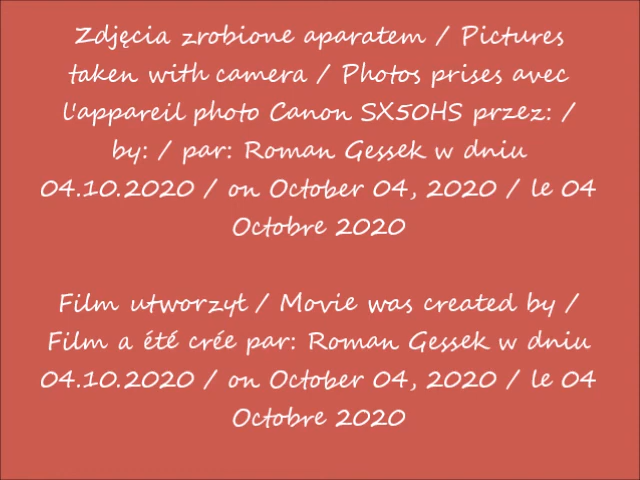 Zdjęcia zrobione aparatem / Pictures
taken with camera / Photos prises avec
l'appareil photo Canon SX50HS przez: /
by: / par: Roman Gessek w dniu
04.10.2020 / on October 04, 2020 / le 04
Octobre 2020
Film utworzył / Movie was created by /
Film a été crée par: Roman Gessek w dniu
04.10.2020 / on October 04, 2020 / le 04
Octobre 2020